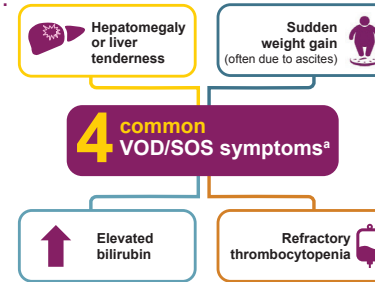 .
Hepatomegaly
or liver
tenderness
Sudden
weight gain
(often due to ascites)
4 common
VOD/SOS symptomsᵃ
Elevated
bilirubin
Refractory
thrombocytopenia